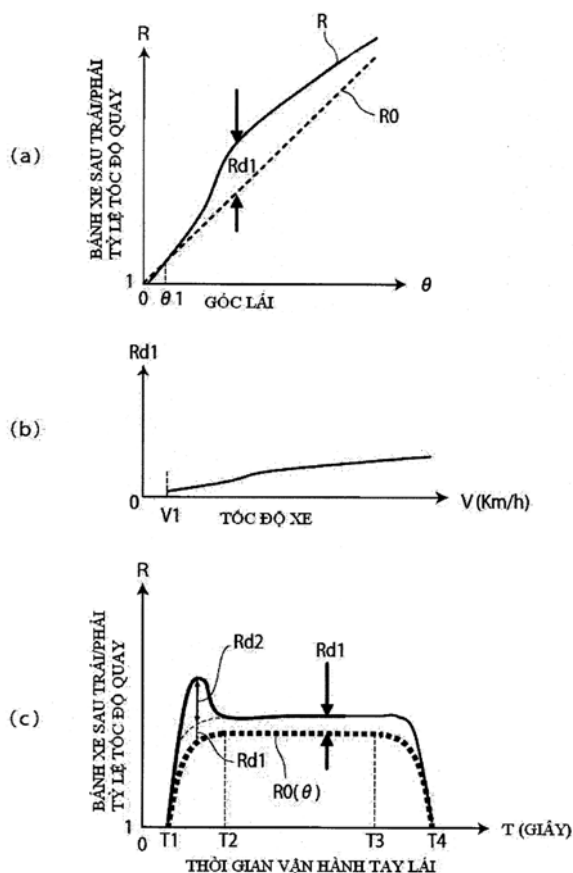 (a)
R
BÁNH XE SAU TRÁI/PHẢI
TỶ LỆ TỐC ĐỘ QUAY
R
R0
Rd1
1
0
θ1
GÓC LÁI
θ
(b)
Rd1
0
V1
TỐC ĐỘ XE
V (Km/h)
(c)
R
BÁNH XE SAU TRÁI/PHẢI
TỶ LỆ TỐC ĐỘ QUAY
Rd2
Rd1
Rd1
R0(θ)
1
0
T1
T2
T3
T4
T (GIÂY)
THỜI GIAN VẬN HÀNH TAY LÁI